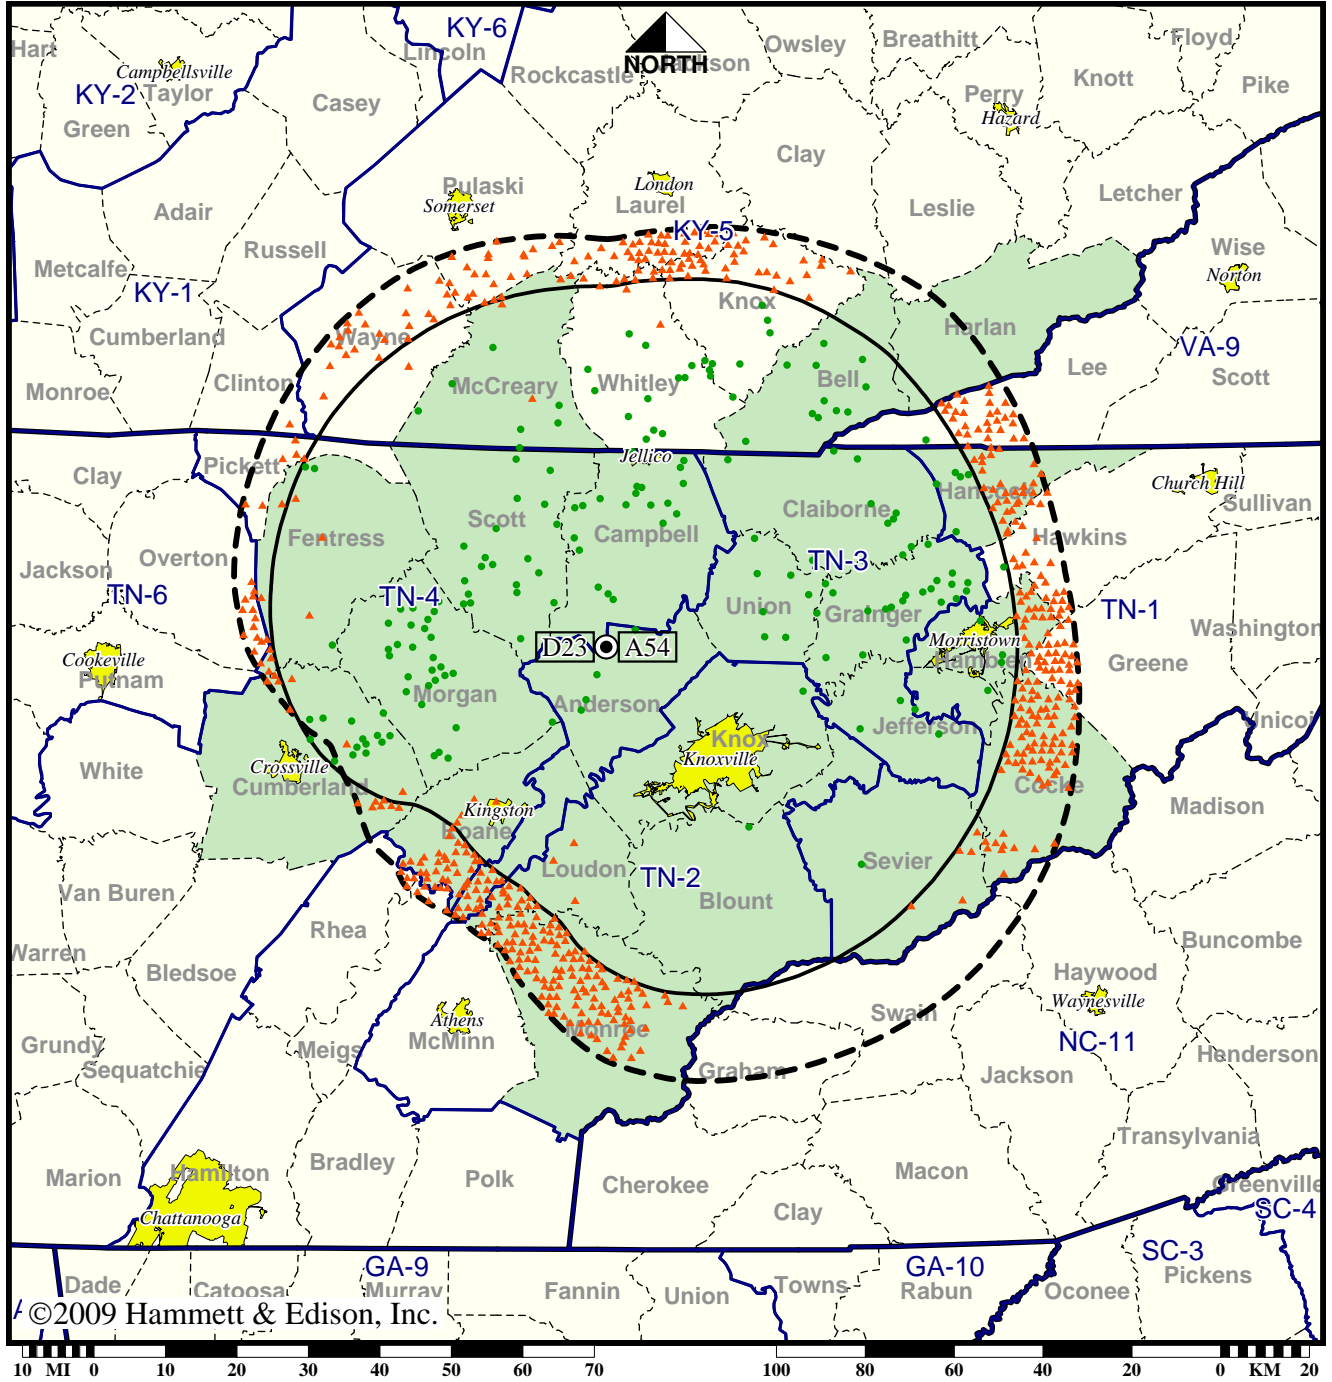 Hart
KY-6
Lincoln
Owsley
Breathitt
Floyd
Campbellsville
KY-2
Taylor
Casey
Rockcastle
NORTH
Knott
Pike
Perry
Hazard
Green
Clay
Pulaski
Somerset
London
Laurel
KY-5
Leslie
Letcher
Adair
Russell
Wise
Norton
Metcalfe
KY-1
Knox
Cumberland
Wayne
Harlan
VA-9
Lee
Scott
Monroe
Clinton
McCreary
Whitley
Bell
Jellico
Clay
Pickett
Hancock
Church Hill
Sullivan
Scott
Claiborne
Campbell
Hawkins
Fentress
Overton
Jackson
TN-3
TN-6
TN-4
Union
Grainger
TN-1
Washington
Morristown
Hamblen
Greene
D23
A54
Cookeville
Putnam
Morgan
Anderson
Jefferson
Unicoi
Knox
Knoxville
White
Crossville
Cumberland
Cocke
Madison
Kingston
Roane
Loudon
TN-2
Sevier
Van Buren
Blount
Rhea
Warren
Bledsoe
Buncombe
Haywood
Waynesville
Swain
Athens
McMinn
Monroe
NC-11
Grundy
Meigs
Henderson
Sequatchie
Graham
Jackson
Transylvania
Marion
Hamilton
Bradley
Polk
Cherokee
Macon
Greenville
SC-4
Chattanooga
Clay
GA-9
GA-10
SC-3
Dade
Catoosa
Murray
Fannin
Union
Towns
Rabun
Oconee
Pickens
©2009 Hammett & Edison, Inc.
10 MI 0 10 20 30 40 50 60 70 100 80 60 40 20 0 KM 20